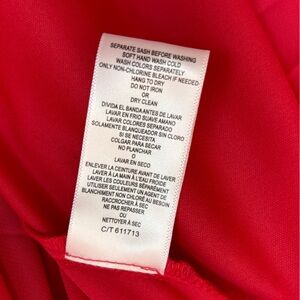 SEPARATE SASH BEFORE WASHING
SOFT HAND WASH COLD
WASH COLORS SEPARATELY
ONLY NON-CHLORINE BLEACH IF NEEDED
HANG TO DRY
DO NOT IRON
OR
DRY CLEAN
DIVIDA EL BANDA ANTES DE LAVAR
LAVAR EN FRIO SUAVE A MANO
LAVAR COLORES SEPARADO
SOLAMENTE BLANQUEADOR SIN CLORO
SI SE NECESITA
COLGAR PARA SECAR
NO PLANCHAR
O
LAVAR EN SECO
ENLEVER LA CEINTURE AVANT DE LAVER
LAVER À LA MAIN À L'EAU FROIDE
LAVER LES COULEURS SÉPARÉMENT
UTILISER SEULEMENT UN AGENT DE
BLANCHIMENT NON CHLORÉ AU BESOIN
RACCROCHER À SEC
NE PAS REPASSER
OU
NETTOYER À SEC
C/T 611713